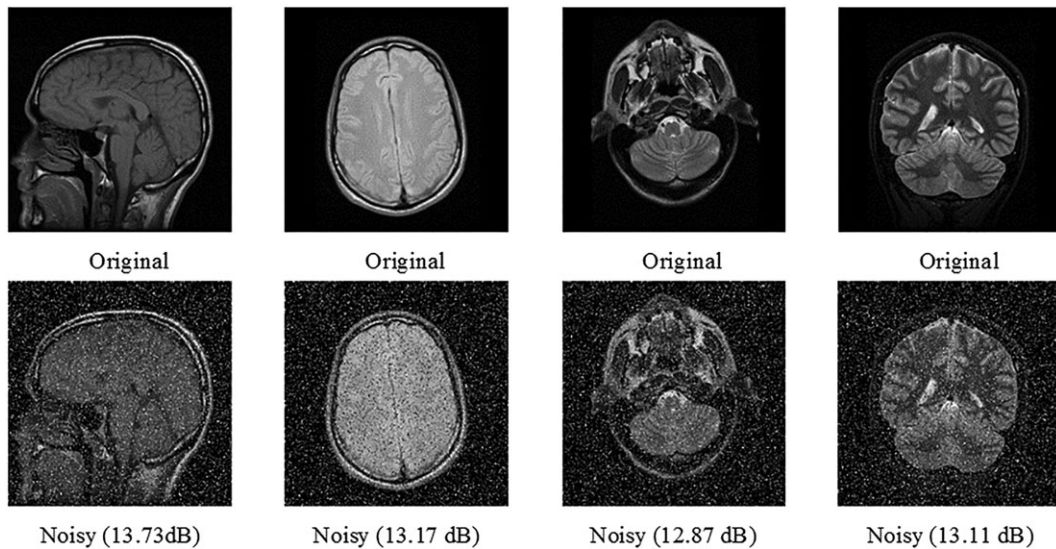 Original
Original
Original
Original
Noisy (13.73dB)
Noisy (13.17 dB)
Noisy (12.87 dB)
Noisy (13.11 dB)